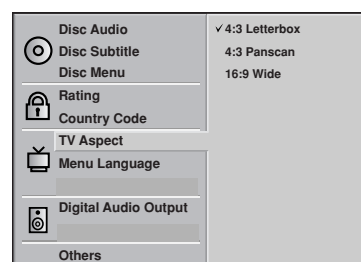 Disc Audio
Disc Subtitle
Disc Menu
Rating
Country Code
TV Aspect
Menu Language
Digital Audio Output
Others
✓ 4:3 Letterbox
4:3 Panscan
16:9 Wide